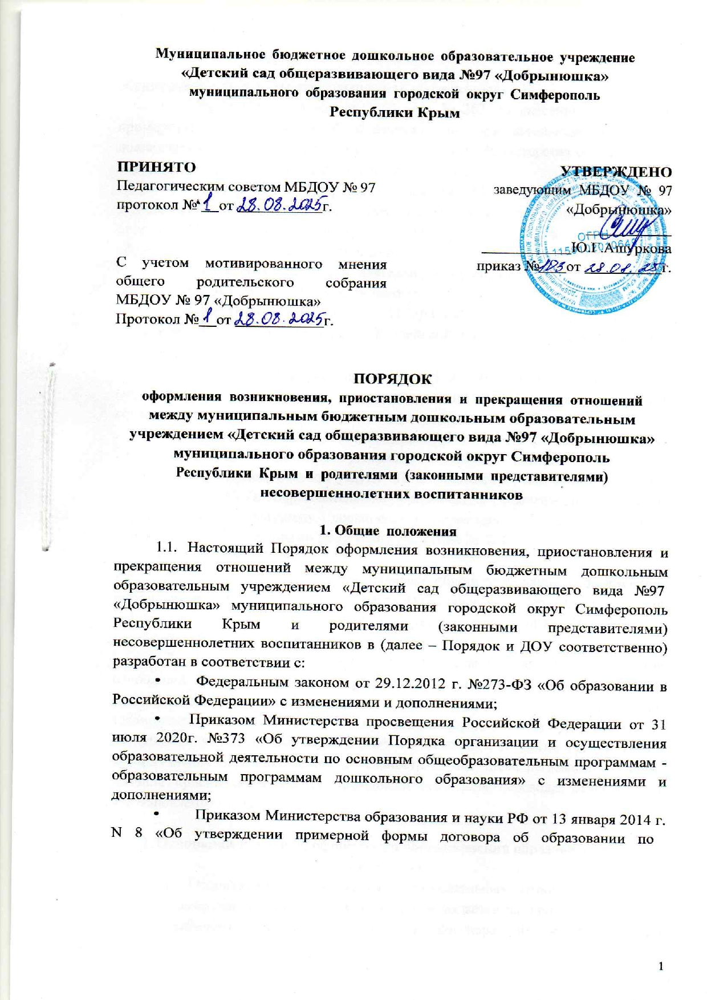 Муниципальное бюджетное дошкольное образовательное учреждение
«Детский сад общеразвивающего вида №97 «Добрынюшка»
муниципального образования городской округ Симферополь
Республики Крым
ПРИНЯТО
Педагогическим советом МБДОУ № 97
протокол № 1 от 28.08.2025г.
С учетом мотивированного мнения
общего родительского собрания
МБДОУ № 97 «Добрынюшка»
Протокол № 1 от 28.08.2025г.
УТВЕРЖДЕНО
заведующим МБДОУ № 97
«Добрынюшка»
Ю.Г.Ашуркова
приказ №183 от 28.08.25г.
ОГРН
ПОРЯДОК
оформления возникновения, приостановления и прекращения отношений
между муниципальным бюджетным дошкольным образовательным
учреждением «Детский сад общеразвивающего вида №97 «Добрынюшка»
муниципального образования городской округ Симферополь
Республики Крым и родителями (законными представителями)
несовершеннолетних воспитанников
1. Общие положения
1.1. Настоящий Порядок оформления возникновения, приостановления и
прекращения отношений между муниципальным бюджетным дошкольным
образовательным учреждением «Детский сад общеразвивающего вида №97
«Добрынюшка» муниципального образования городской округ Симферополь
Республики Крым и родителями (законными представителями)
несовершеннолетних воспитанников в (далее – Порядок и ДОУ соответственно)
разработан в соответствии с:
• Федеральным законом от 29.12.2012 г. №273-ФЗ «Об образовании в
Российской Федерации» с изменениями и дополнениями;
• Приказом Министерства просвещения Российской Федерации от 31
июля 2020г. №373 «Об утверждении Порядка организации и осуществления
образовательной деятельности по основным общеобразовательным программам -
образовательным программам дошкольного образования» с изменениями и
дополнениями;
• Приказом Министерства образования и науки РФ от 13 января 2014 г.
N 8 «Об утверждении примерной формы договора об образовании по
1